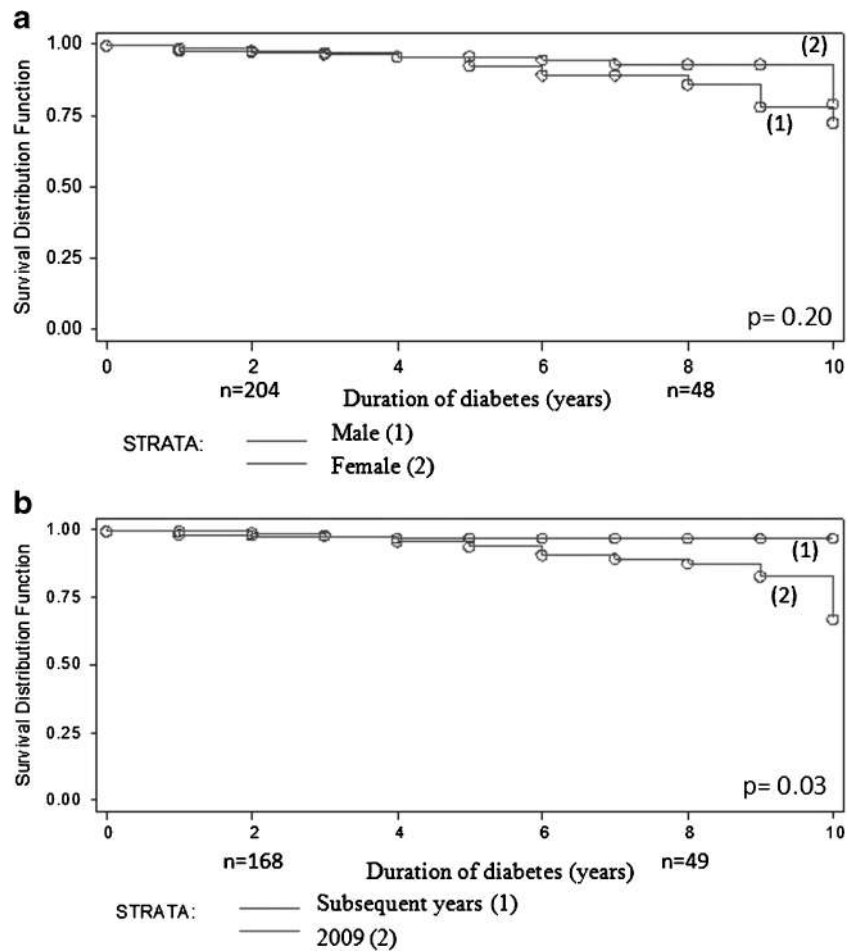 a
1.00
0.75
0.50
0.25
0.00
Survival Distribution Function
(2)
(1)
p= 0.20
0 2 4 6 8 10
n=204 n=48
Duration of diabetes (years)
STRATA: Male (1)
Female (2)
b
1.00
0.75
0.50
0.25
0.00
Survival Distribution Function
(1)
(2)
p= 0.03
0 2 4 6 8 10
n=168 n=49
Duration of diabetes (years)
STRATA: Subsequent years (1)
2009 (2)